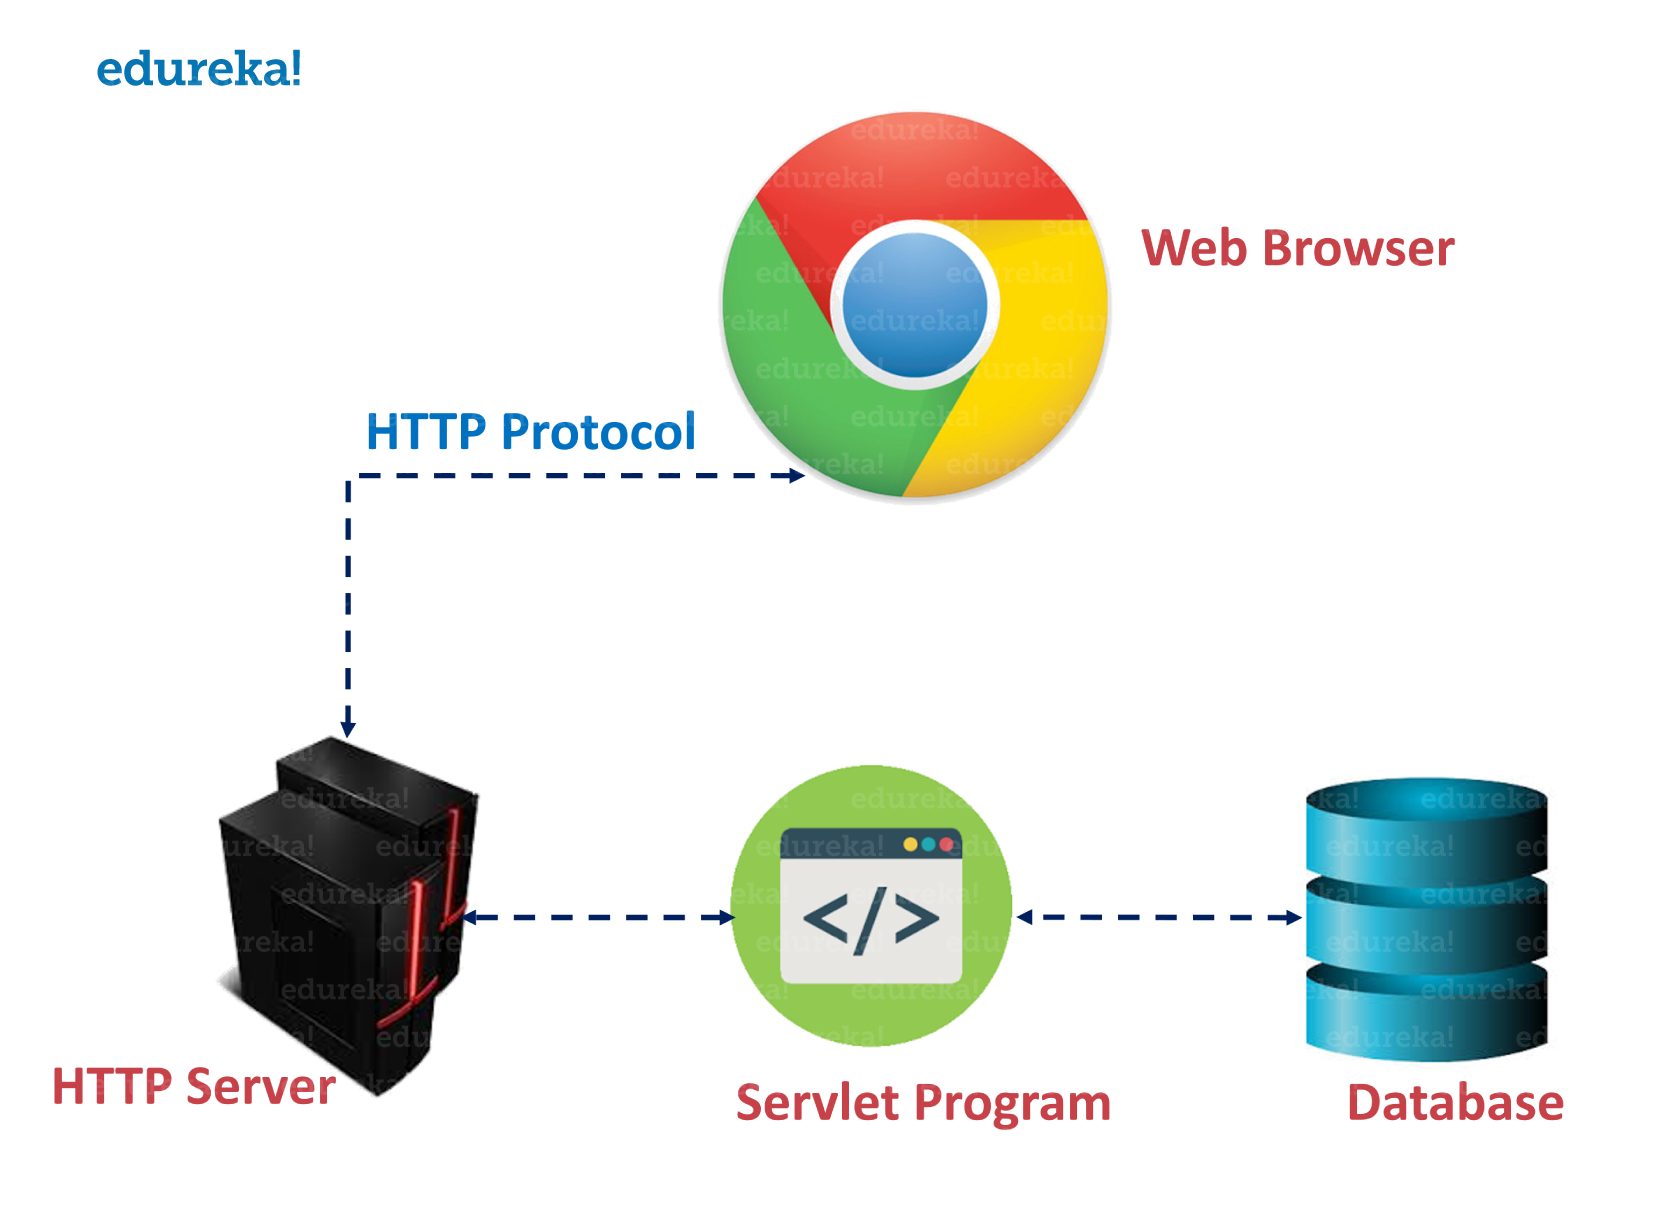 edureka!
Web Browser
HTTP Protocol
</>
HTTP Server
Servlet Program
Database